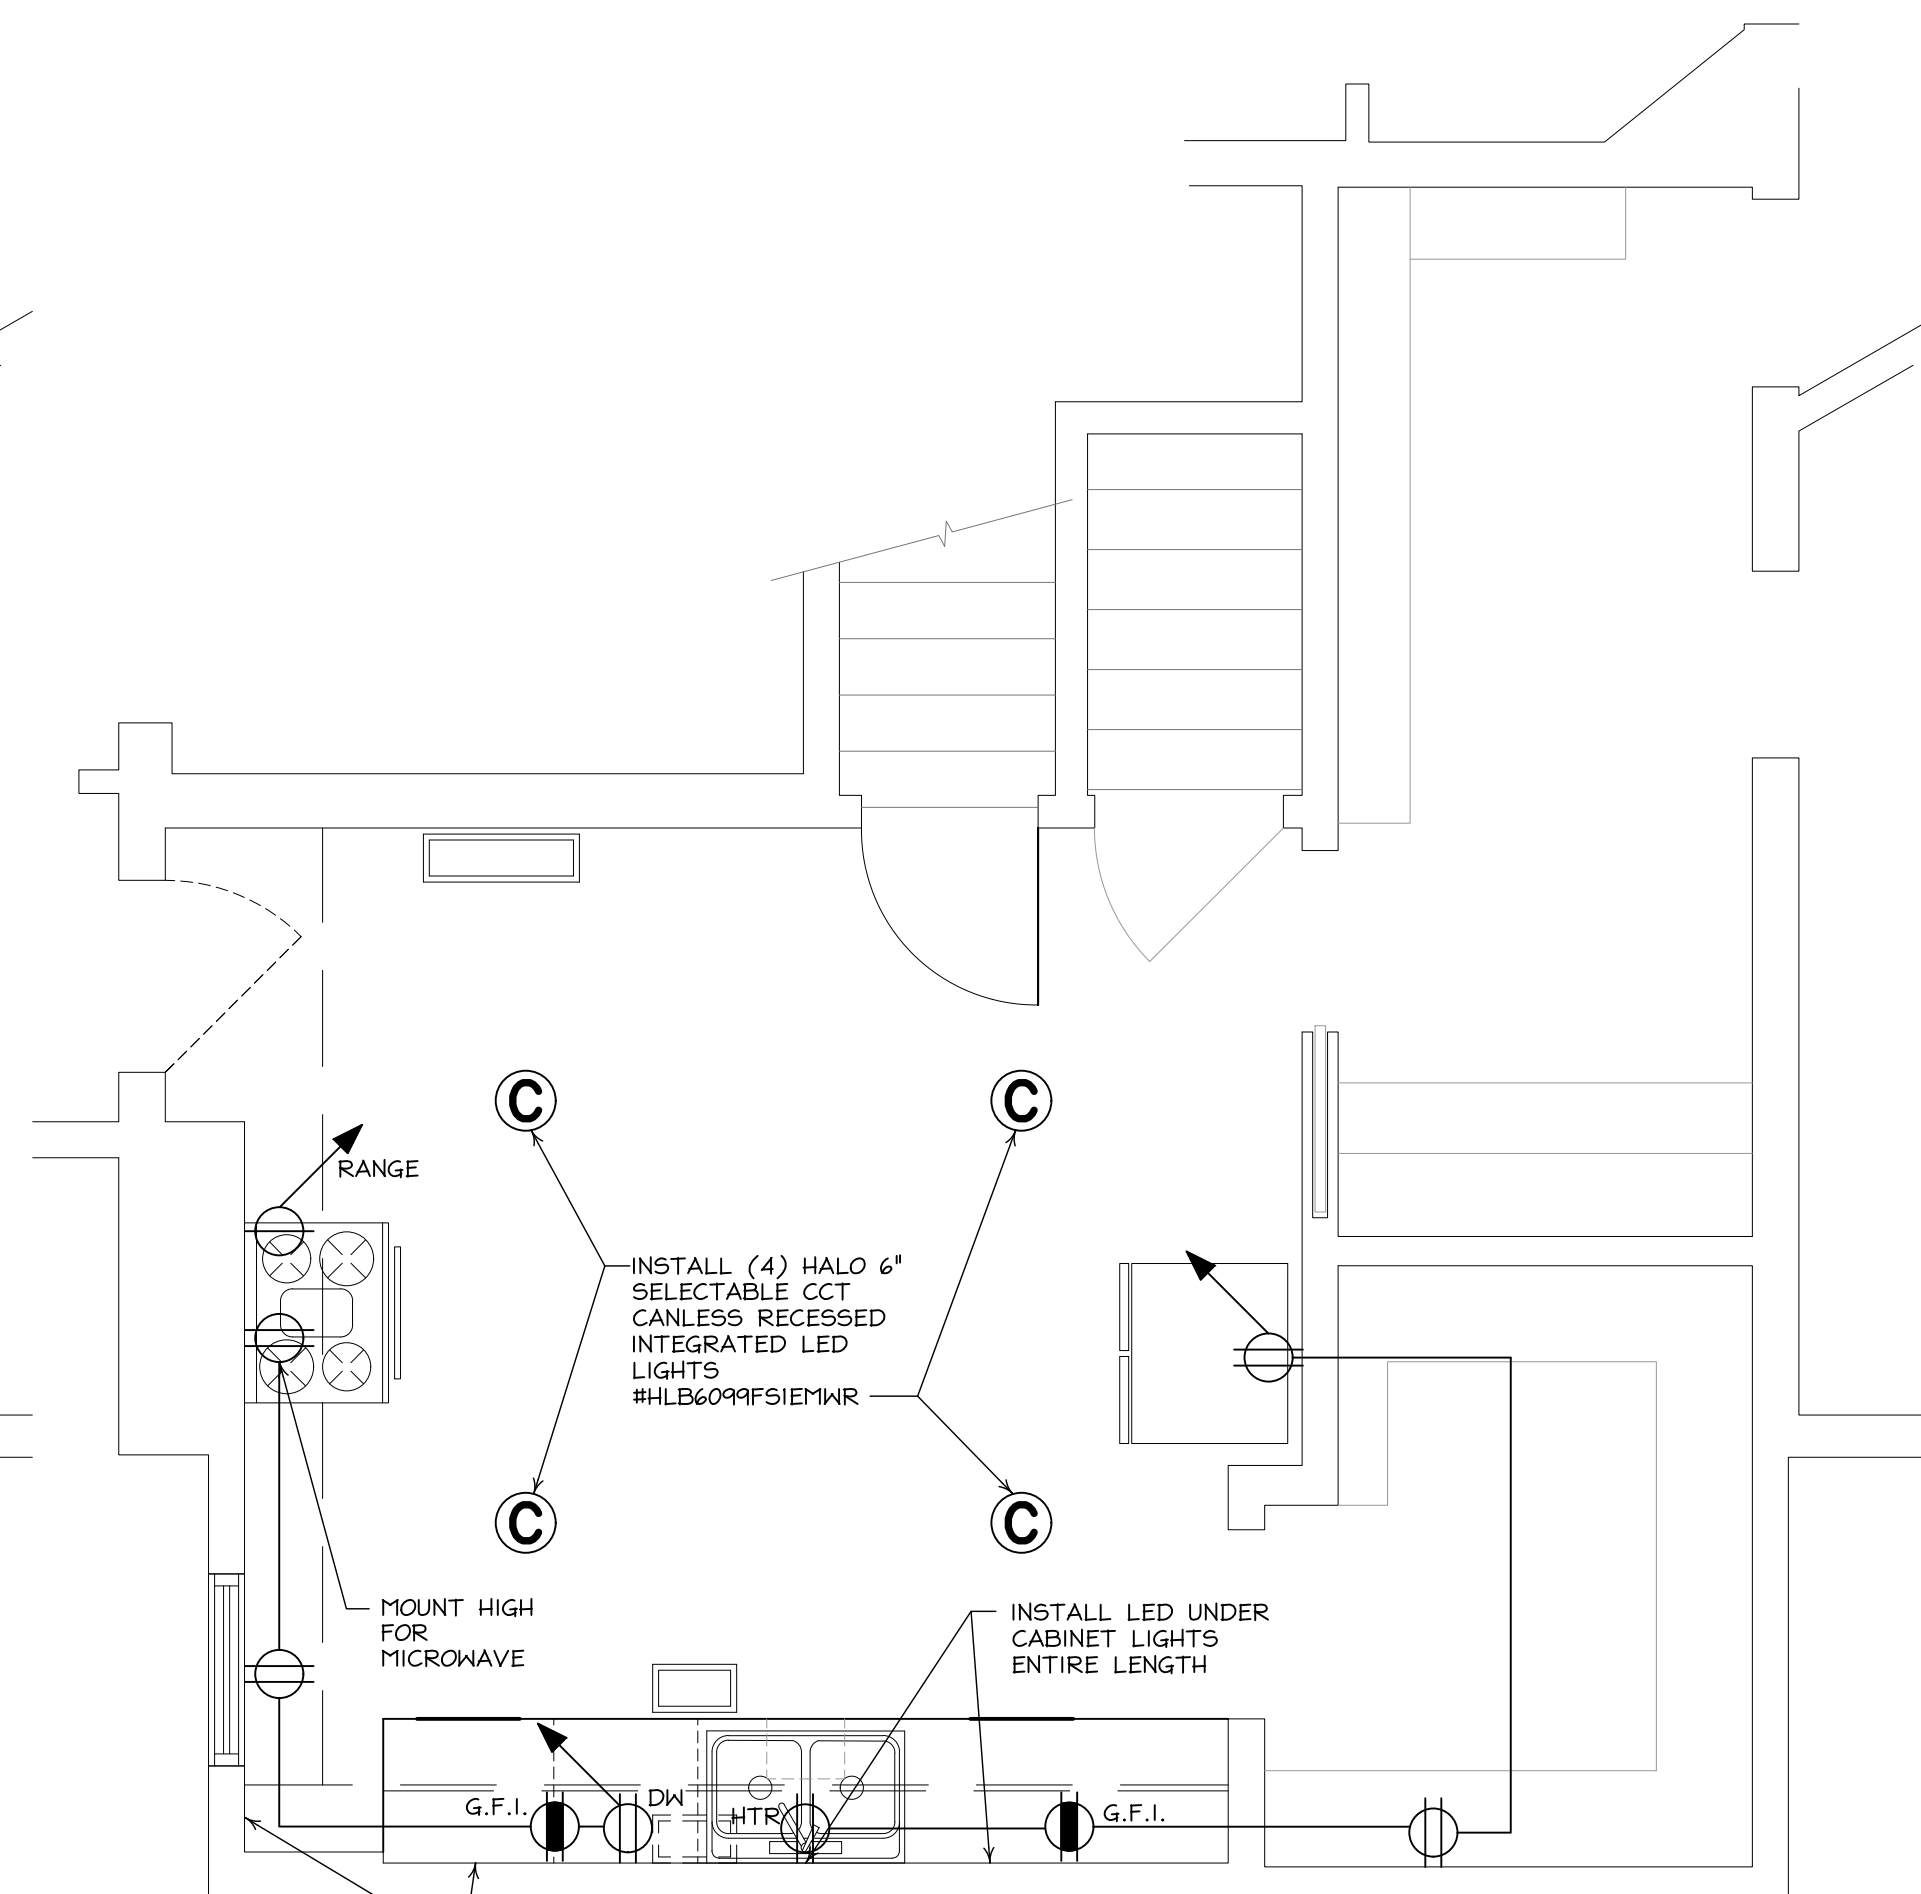 C
C
RANGE
INSTALL (4) HALO 6"
SELECTABLE CCT
CANLESS RECESSED
INTEGRATED LED
LIGHTS
#HLB6099FS1EMWR
C
C
MOUNT HIGH
FOR
MICROWAVE
INSTALL LED UNDER
CABINET LIGHTS
ENTIRE LENGTH
G.F.I.
DW
HTR
G.F.I.